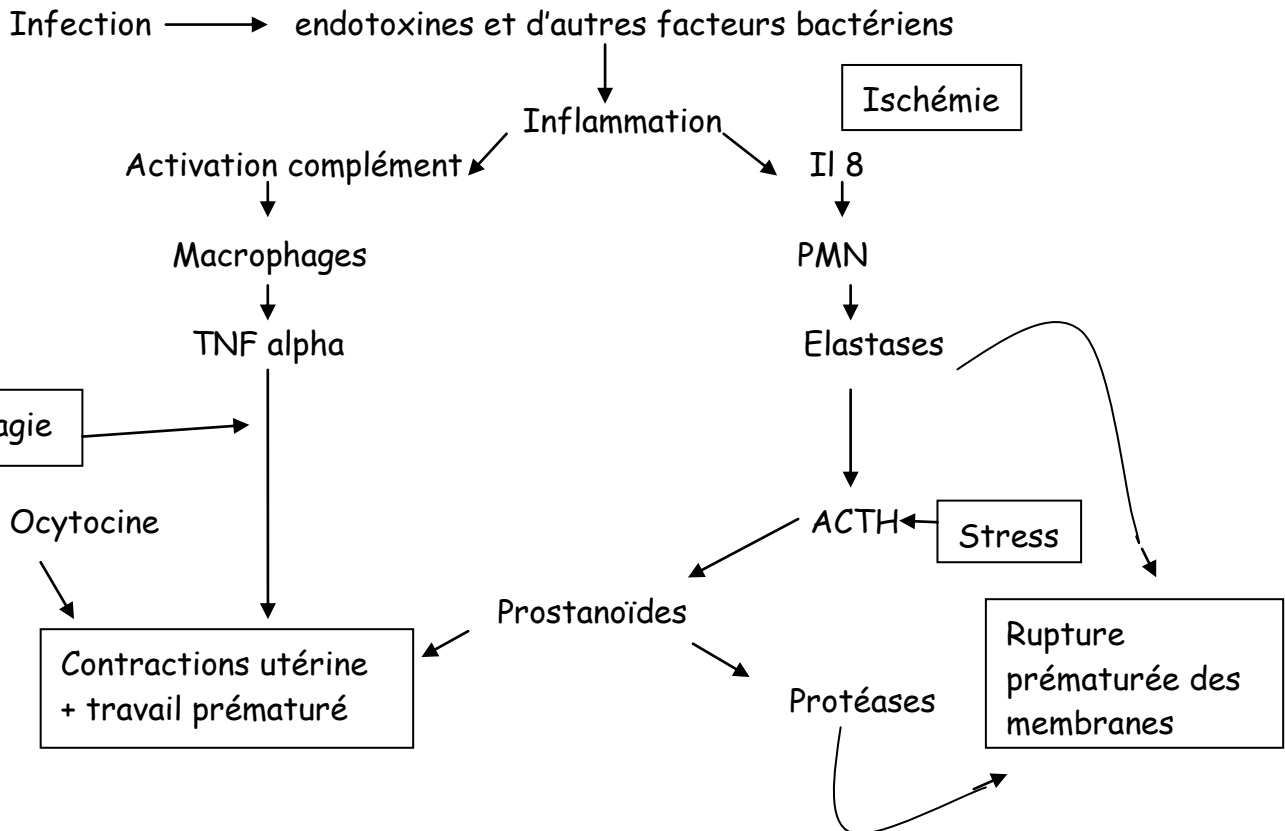 Infection endotoxines et d'autres facteurs bactériens
Ischémie
Inflammation
Activation complément Il 8
Macrophages PMN
TNF alpha Elastases
agie
Ocytocine ACTH Stress
Prostanoïdes
Contractions utérine
+ travail prématuré
Protéases
Rupture
prématurée des
membranes